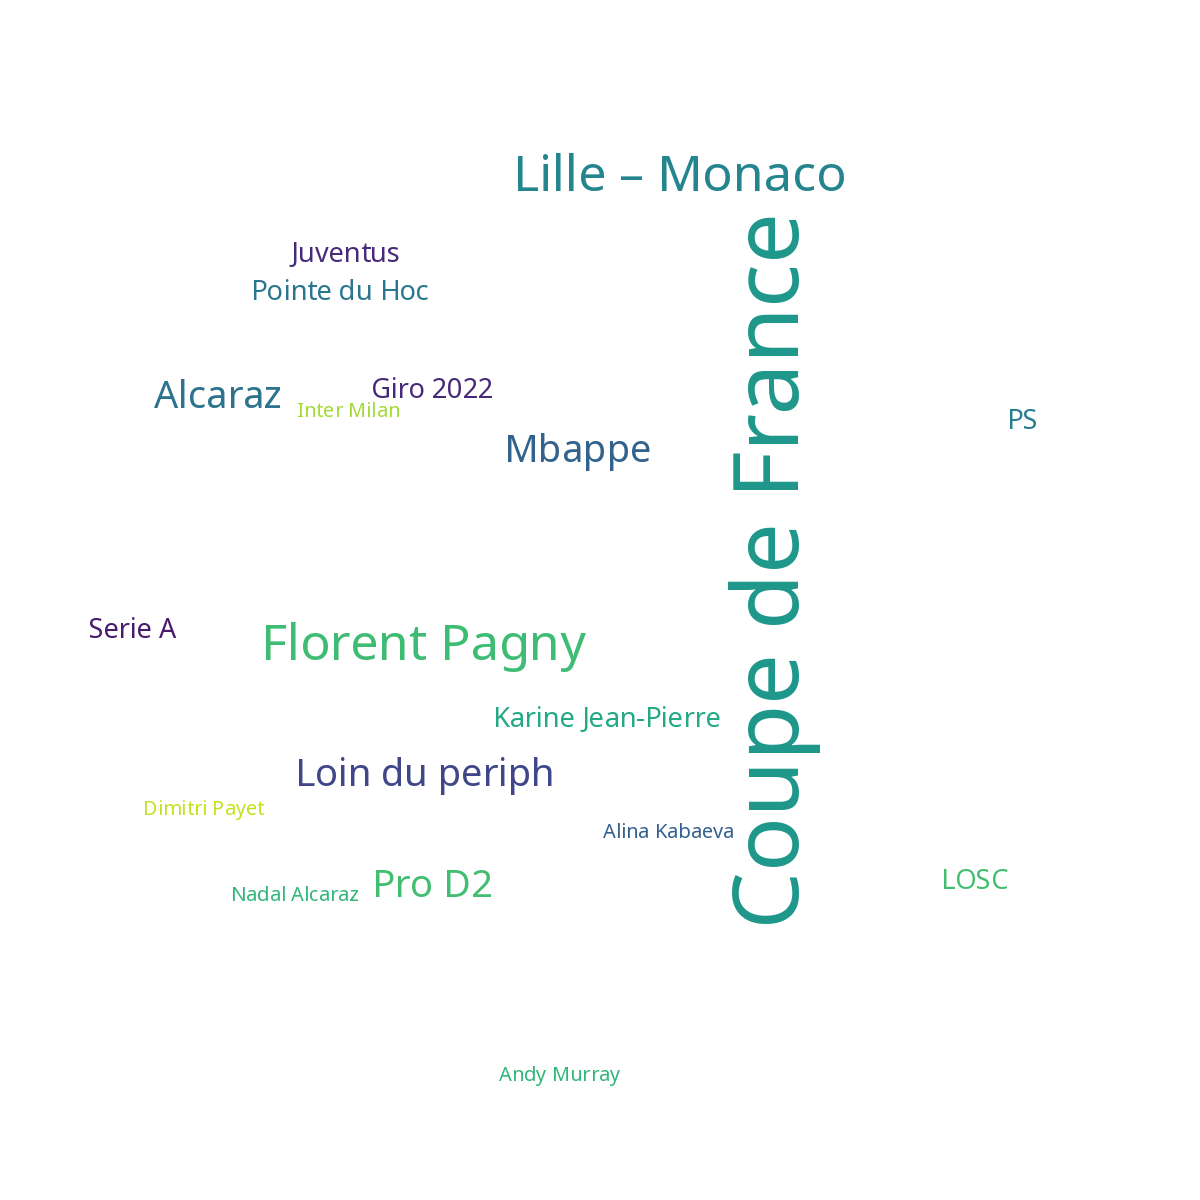 Lille – Monaco
Coupe de France
Juventus
Pointe du Hoc
Alcaraz
Giro 2022
Inter Milan
PS
Mbappe
Serie A
Florent Pagny
Karine Jean-Pierre
Loin du periph
Dimitri Payet
Alina Kabaeva
Pro D2
Nadal Alcaraz
LOSC
Andy Murray